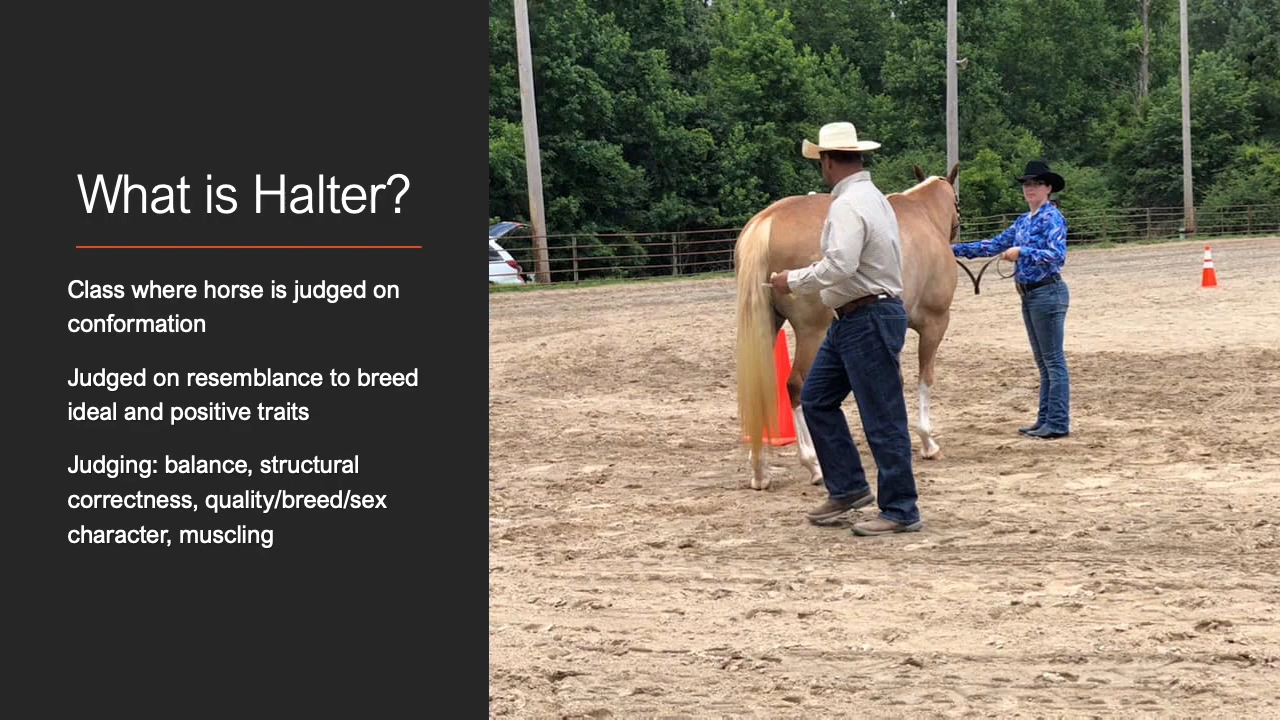 What is Halter?
Class where horse is judged on
conformation
Judged on resemblance to breed
ideal and positive traits
Judging: balance, structural
correctness, quality/breed/sex
character, muscling